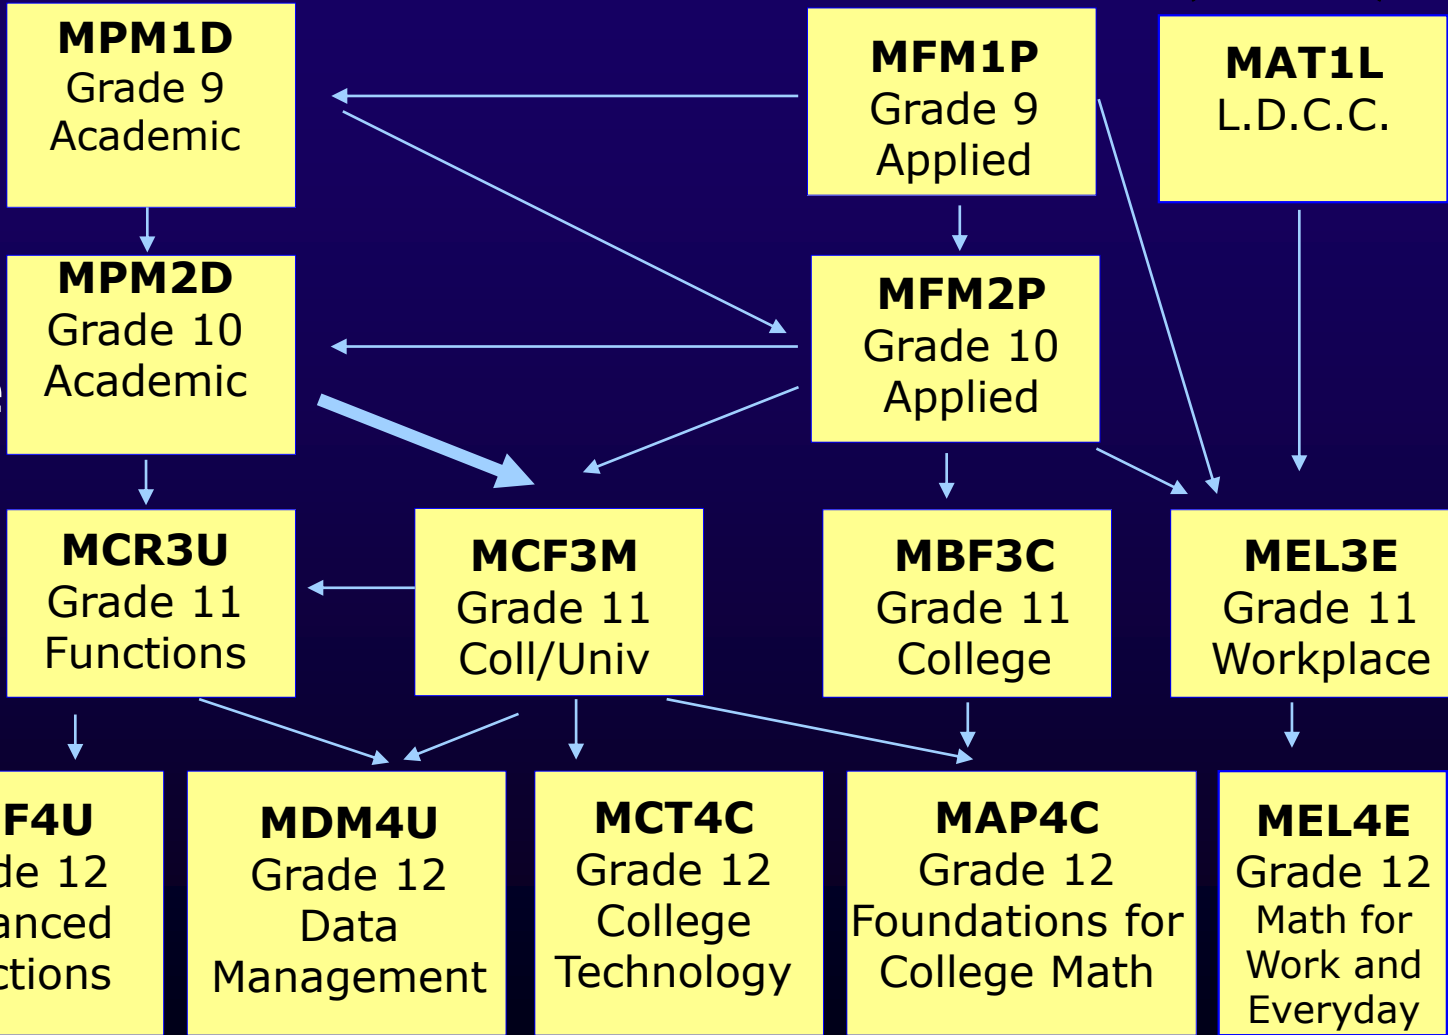 MPM1D
Grade 9
Academic
MFM1P
Grade 9
Applied
MAT1L
L.D.C.C.
MPM2D
Grade 10
Academic
MFM2P
Grade 10
Applied
MCR3U
Grade 11
Functions
MCF3M
Grade 11
Coll/Univ
MBF3C
Grade 11
College
MEL3E
Grade 11
Workplace
F4U
de 12
anced
ctions
MDM4U
Grade 12
Data
Management
MCT4C
Grade 12
College
Technology
MAP4C
Grade 12
Foundations for
College Math
MEL4E
Grade 12
Math for
Work and
Everyday